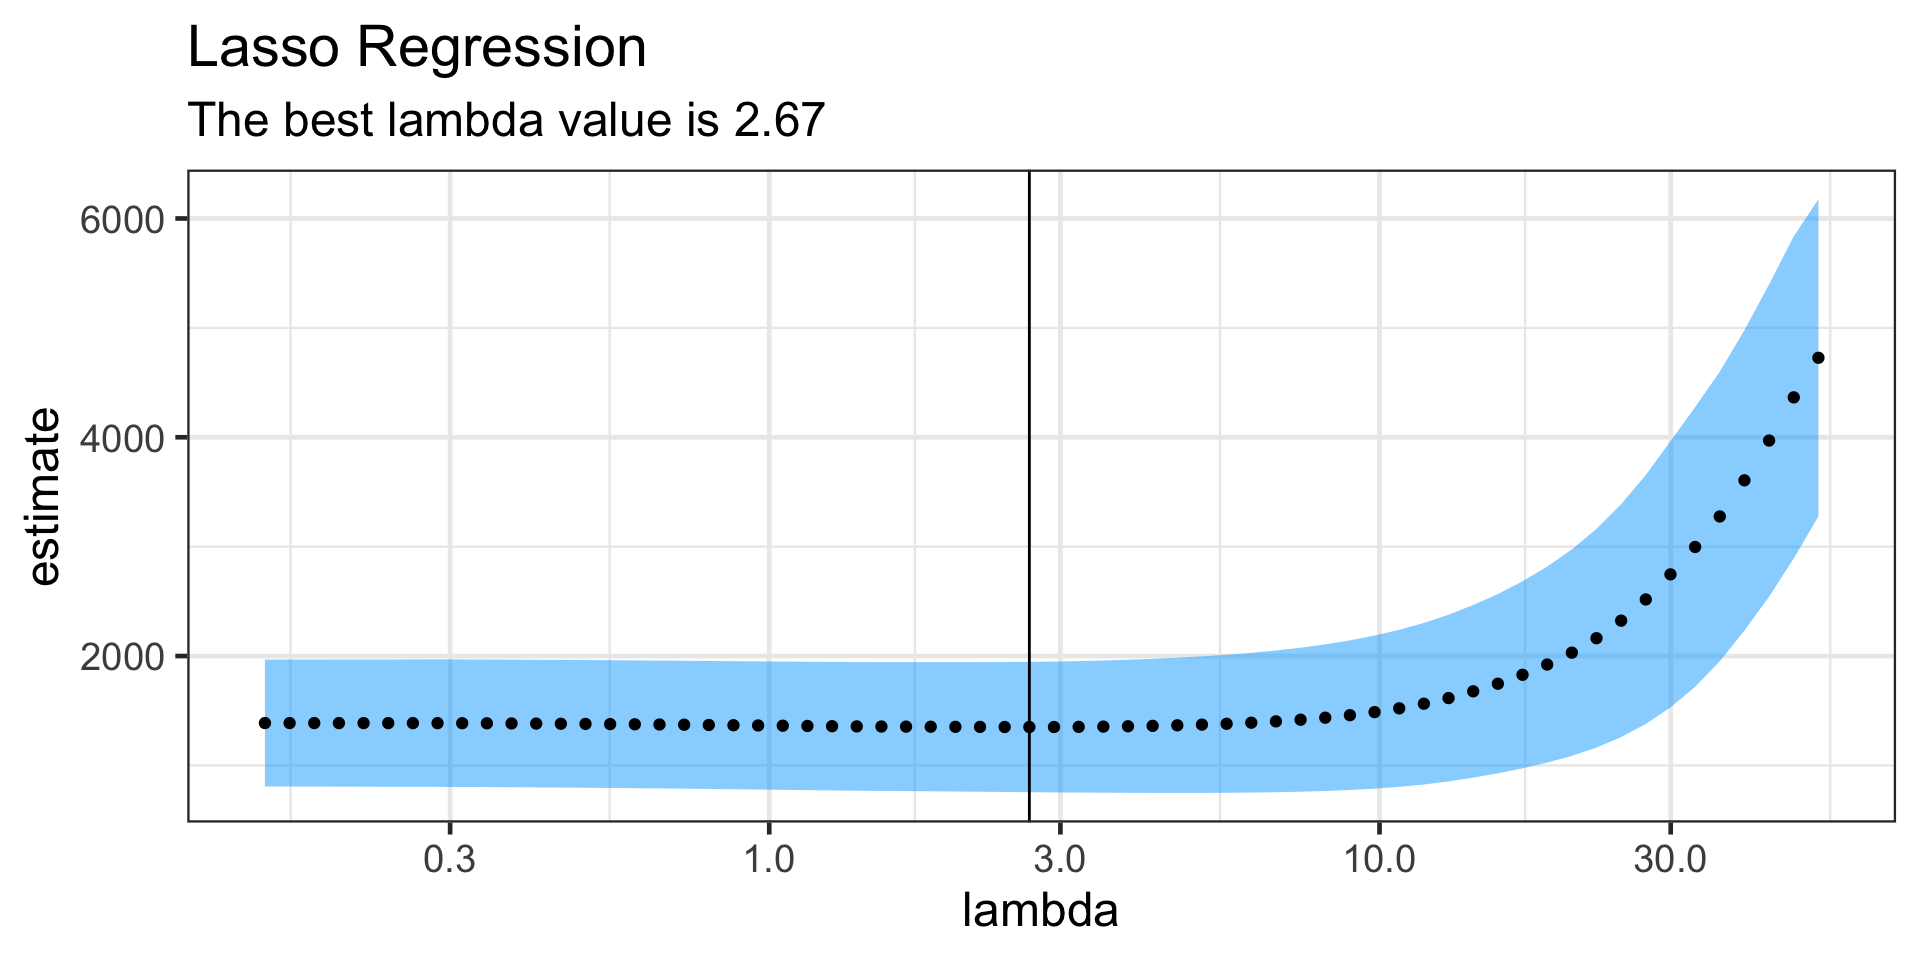 Lasso Regression
The best lambda value is 2.67
6000
4000
2000
estimate
0.3 1.0 3.0 10.0 30.0
lambda